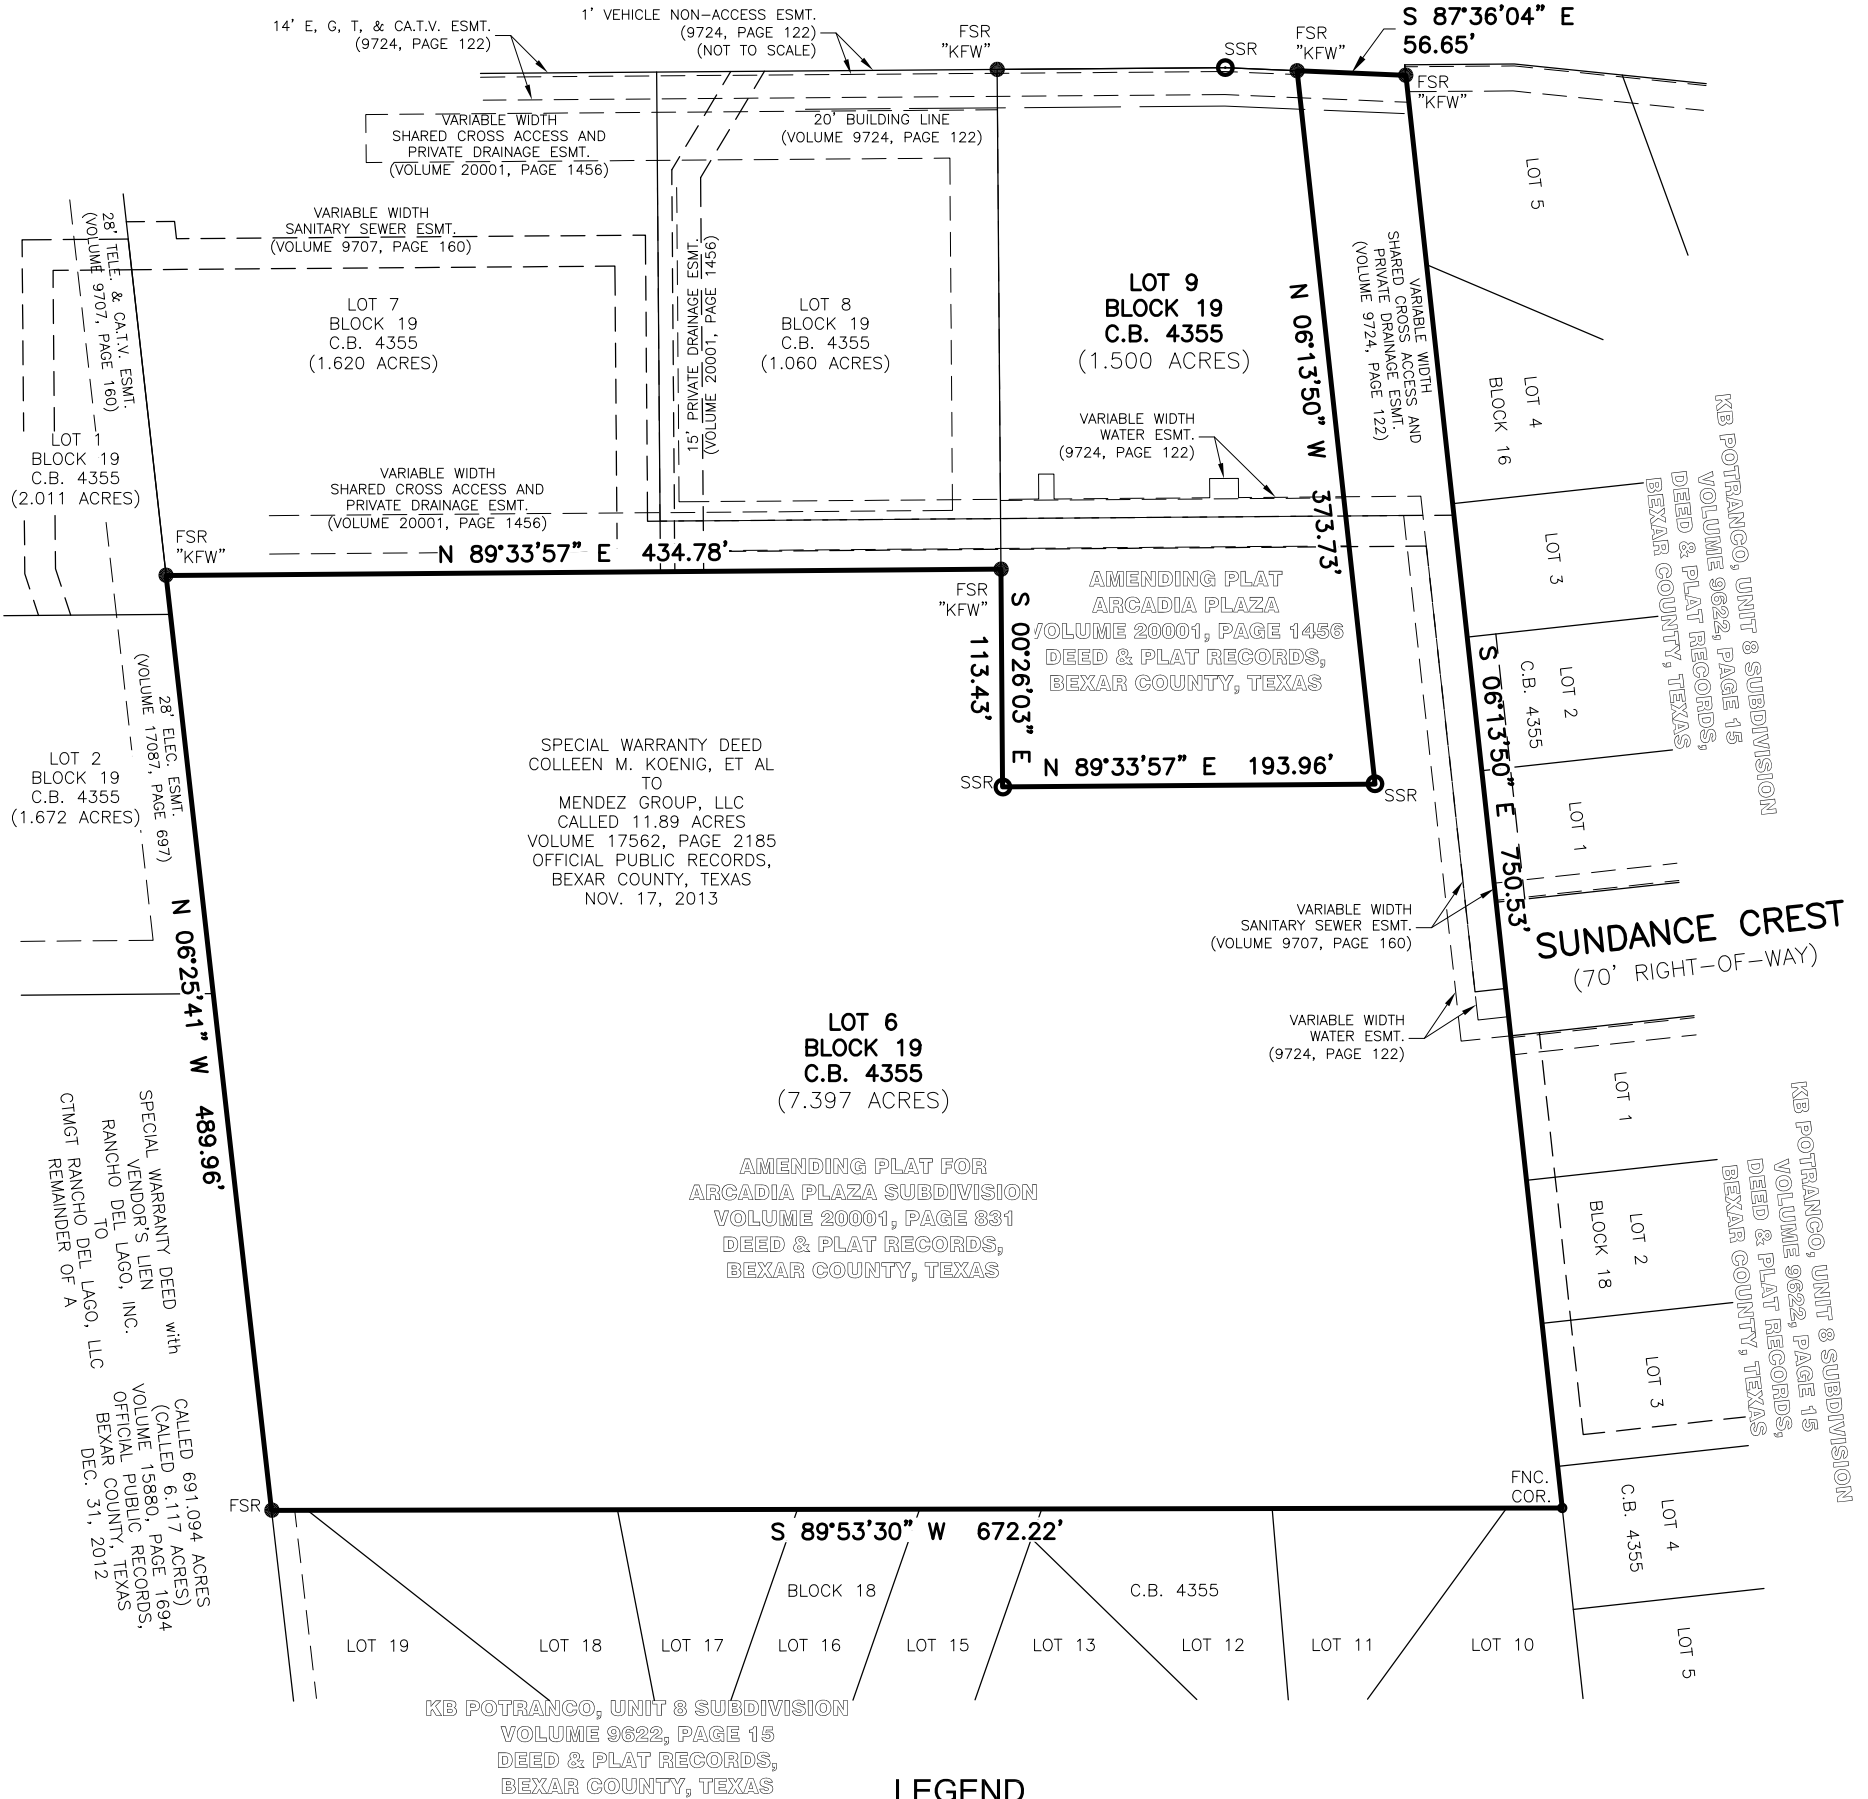 14' E, G, T, & CA.T.V. ESMT.
(9724, PAGE 122)
1' VEHICLE NON-ACCESS ESMT.
(9724, PAGE 122)
(NOT TO SCALE)
FSR
"KFW"
SSR
FSR
"KFW"
S 87°36'04" E
56.65'
FSR
"KFW"
VARIABLE WIDTH
SHARED CROSS ACCESS AND
PRIVATE DRAINAGE ESMT.
(VOLUME 20001, PAGE 1456)
20' BUILDING LINE
(VOLUME 9724, PAGE 122)
LOT 5
28' TELE. & CA.T.V. ESMT.
(VOLUME 9707, PAGE 160)
VARIABLE WIDTH
SANITARY SEWER ESMT.
(VOLUME 9707, PAGE 160)
15' PRIVATE DRAINAGE ESMT.
(VOLUME 20001, PAGE 1456)
VARIABLE WIDTH
SHARED CROSS ACCESS AND
PRIVATE DRAINAGE ESMT.
(VOLUME 9724, PAGE 122)
LOT 7
BLOCK 19
C.B. 4355
(1.620 ACRES)
LOT 8
BLOCK 19
C.B. 4355
(1.060 ACRES)
LOT 9
BLOCK 19
C.B. 4355
(1.500 ACRES)
N 06°13'50" W 373.73'
LOT 4
BLOCK 16
KB POTRANCO, UNIT 8 SUBDIVISION
VOLUME 9622, PAGE 15
DEED & PLAT RECORDS,
BEXAR COUNTY, TEXAS
LOT 1
BLOCK 19
C.B. 4355
(2.011 ACRES)
VARIABLE WIDTH
WATER ESMT.
(9724, PAGE 122)
VARIABLE WIDTH
SHARED CROSS ACCESS AND
PRIVATE DRAINAGE ESMT.
(VOLUME 20001, PAGE 1456)
LOT 3
FSR
"KFW"
N 89°33'57" E 434.78'
FSR
"KFW"
S 00°26'03" E
113.43'
AMENDING PLAT
ARCADIA PLAZA
VOLUME 20001, PAGE 1456
DEED & PLAT RECORDS,
BEXAR COUNTY, TEXAS
S 06°13'50" E 750.53'
LOT 2
C.B. 4355
28' ELEC. ESMT.
(VOLUME 17087, PAGE 697)
SPECIAL WARRANTY DEED
COLLEEN M. KOENIG, ET AL
TO
MENDEZ GROUP, LLC
CALLED 11.89 ACRES
VOLUME 17562, PAGE 2185
OFFICIAL PUBLIC RECORDS,
BEXAR COUNTY, TEXAS
NOV. 17, 2013
LOT 2
BLOCK 19
C.B. 4355
(1.672 ACRES)
SSR
N 89°33'57" E 193.96'
SSR
LOT 1
N 06°25'41" W 489.96'
VARIABLE WIDTH
SANITARY SEWER ESMT.
(VOLUME 9707, PAGE 160)
SUNDANCE CREST
(70' RIGHT-OF-WAY)
VARIABLE WIDTH
WATER ESMT.
(9724, PAGE 122)
LOT 6
BLOCK 19
C.B. 4355
(7.397 ACRES)
AMENDING PLAT FOR
ARCADIA PLAZA SUBDIVISION
VOLUME 20001, PAGE 831
DEED & PLAT RECORDS,
BEXAR COUNTY, TEXAS
LOT 1
LOT 2
BLOCK 18
LOT 3
KB POTRANCO, UNIT 8 SUBDIVISION
VOLUME 9622, PAGE 15
DEED & PLAT RECORDS,
BEXAR COUNTY, TEXAS
SPECIAL WARRANTY DEED with
VENDOR'S LIEN
RANCHO DEL LAGO, INC.
TO
CTMGT RANCHO DEL LAGO, LLC
REMAINDER OF A
CALLED 691.094 ACRES
(CALLED 6.117 ACRES)
VOLUME 15880, PAGE 1694
OFFICIAL PUBLIC RECORDS,
BEXAR COUNTY, TEXAS
DEC. 31, 2012
FSR
FNC.
COR.
S 89°53'30" W 672.22'
LOT 4
C.B. 4355
BLOCK 18
C.B. 4355
LOT 19
LOT 18
LOT 17
LOT 16
LOT 15
LOT 13
LOT 12
LOT 11
LOT 10
LOT 5
KB POTRANCO, UNIT 8 SUBDIVISION
VOLUME 9622, PAGE 15
DEED & PLAT RECORDS,
BEXAR COUNTY, TEXAS
LEGEND